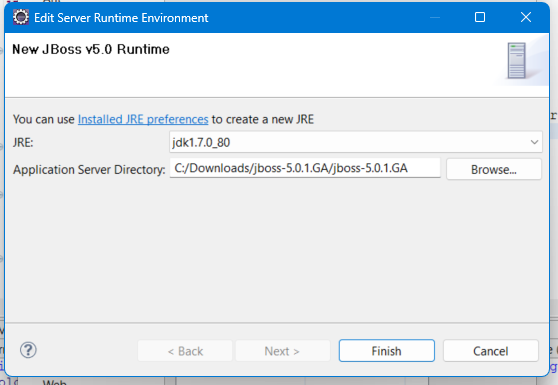 Edit Server Runtime Environment
New JBoss v5.0 Runtime
You can use Installed JRE preferences to create a new JRE
JRE:
jdk1.7.0_80
Application Server Directory:
C:/Downloads/jboss-5.0.1.GA/jboss-5.0.1.GA
Browse...
?
< Back
Next >
Finish
Cancel
Web